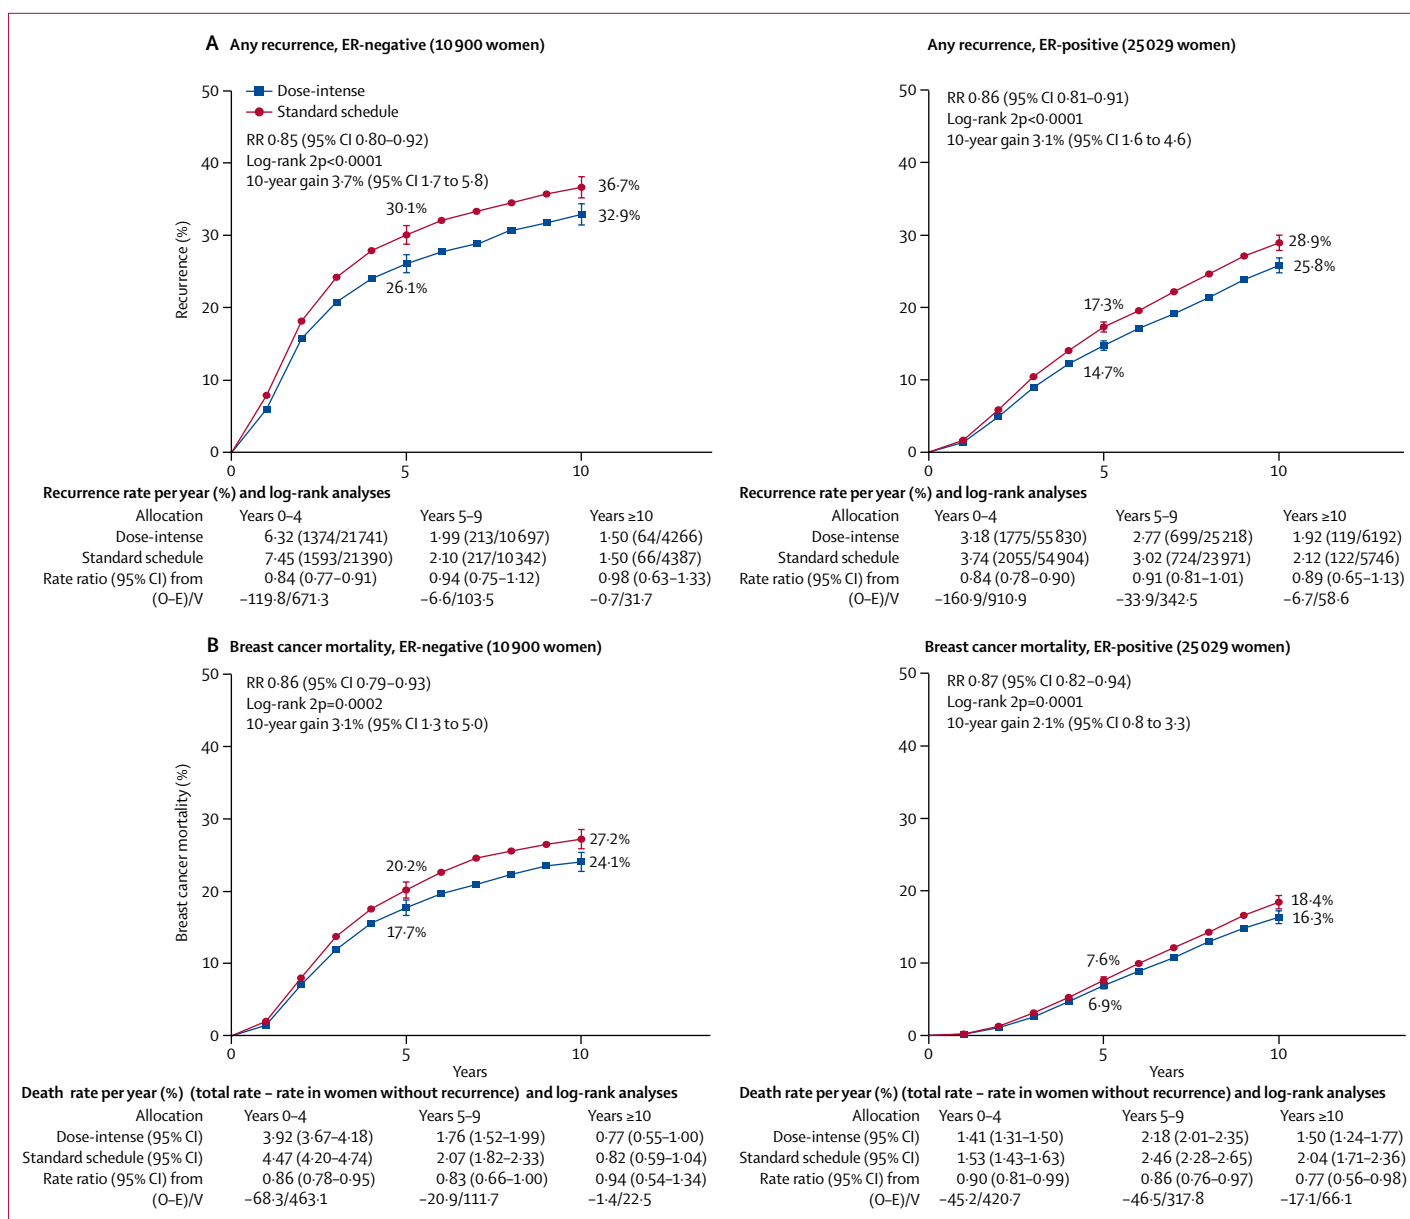 A Any recurrence, ER-negative (10 900 women)
50
Dose-intense
Standard schedule
RR 0·85 (95% CI 0·80–0·92)
Log-rank 2p<0·0001
10-year gain 3·7% (95% CI 1·7 to 5·8)
40
30
20
10
0
Recurrence (%)
30·1%
26·1%
36·7%
32·9%
0 5 10
Recurrence rate per year (%) and log-rank analyses
Allocation Years 0–4 Years 5–9 Years ≥10
Dose-intense 6·32 (1374/21 741) 1·99 (213/10 697) 1·50 (64/4266)
Standard schedule 7·45 (1593/21 390) 2·10 (217/10 342) 1·50 (66/4387)
Rate ratio (95% CI) from 0·84 (0·77–0·91) 0·94 (0·75–1·12) 0·98 (0·63–1·33)
(O–E)/V –119·8/671·3 –6·6/103·5 –0·7/31·7
Any recurrence, ER-positive (25 029 women)
50
RR 0·86 (95% CI 0·81–0·91)
Log-rank 2p<0·0001
10-year gain 3·1% (95% CI 1·6 to 4·6)
40
30
20
10
0
17·3%
14·7%
28·9%
25·8%
0 5 10
Recurrence rate per year (%) and log-rank analyses
Allocation Years 0–4 Years 5–9 Years ≥10
Dose-intense 3·18 (1775/55 830) 2·77 (699/25 218) 1·92 (119/6192)
Standard schedule 3·74 (2055/54 904) 3·02 (724/23 971) 2·12 (122/5746)
Rate ratio (95% CI) from 0·84 (0·78–0·90) 0·91 (0·81–1·01) 0·89 (0·65–1·13)
(O–E)/V –160·9/910·9 –33·9/342·5 –6·7/58·6
B Breast cancer mortality, ER-negative (10 900 women)
50
RR 0·86 (95% CI 0·79–0·93)
Log-rank 2p=0·0002
10-year gain 3·1% (95% CI 1·3 to 5·0)
40
30
20
10
0
Breast cancer mortality (%)
20·2%
17·7%
27·2%
24·1%
0 5 10
Years
Death rate per year (%) (total rate – rate in women without recurrence) and log-rank analyses
Allocation Years 0–4 Years 5–9 Years ≥10
Dose-intense (95% CI) 3·92 (3·67–4·18) 1·76 (1·52–1·99) 0·77 (0·55–1·00)
Standard schedule (95% CI) 4·47 (4·20–4·74) 2·07 (1·82–2·33) 0·82 (0·59–1·04)
Rate ratio (95% CI) from 0·86 (0·78–0·95) 0·83 (0·66–1·00) 0·94 (0·54–1·34)
(O–E)/V –68·3/463·1 –20·9/111·7 –1·4/22·5
Breast cancer mortality, ER-positive (25 029 women)
50
RR 0·87 (95% CI 0·82–0·94)
Log-rank 2p=0·0001
10-year gain 2·1% (95% CI 0·8 to 3·3)
40
30
20
10
0
7·6%
6·9%
18·4%
16·3%
0 5 10
Years
Death rate per year (%) (total rate – rate in women without recurrence) and log-rank analyses
Allocation Years 0–4 Years 5–9 Years ≥10
Dose-intense (95% CI) 1·41 (1·31–1·50) 2·18 (2·01–2·35) 1·50 (1·24–1·77)
Standard schedule (95% CI) 1·53 (1·43–1·63) 2·46 (2·28–2·65) 2·04 (1·71–2·36)
Rate ratio (95% CI) from 0·90 (0·81–0·99) 0·86 (0·76–0·97) 0·77 (0·56–0·98)
(O–E)/V –45·2/420·7 –46·5/317·8 –17·1/66·1